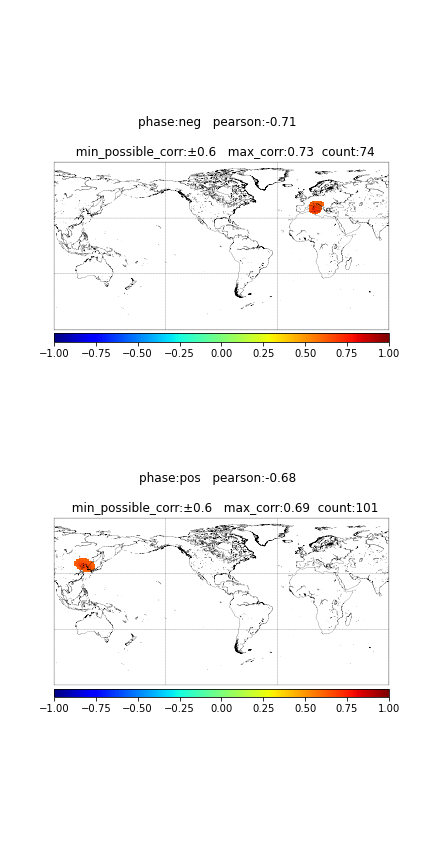 phase:neg   pearson:-0.71
min_possible_corr:±0.6   max_corr:0.73  count:74
−1.00 −0.75 −0.50 −0.25 0.00 0.25 0.50 0.75 1.00
phase:pos   pearson:-0.68
min_possible_corr:±0.6   max_corr:0.69  count:101
−1.00 −0.75 −0.50 −0.25 0.00 0.25 0.50 0.75 1.00